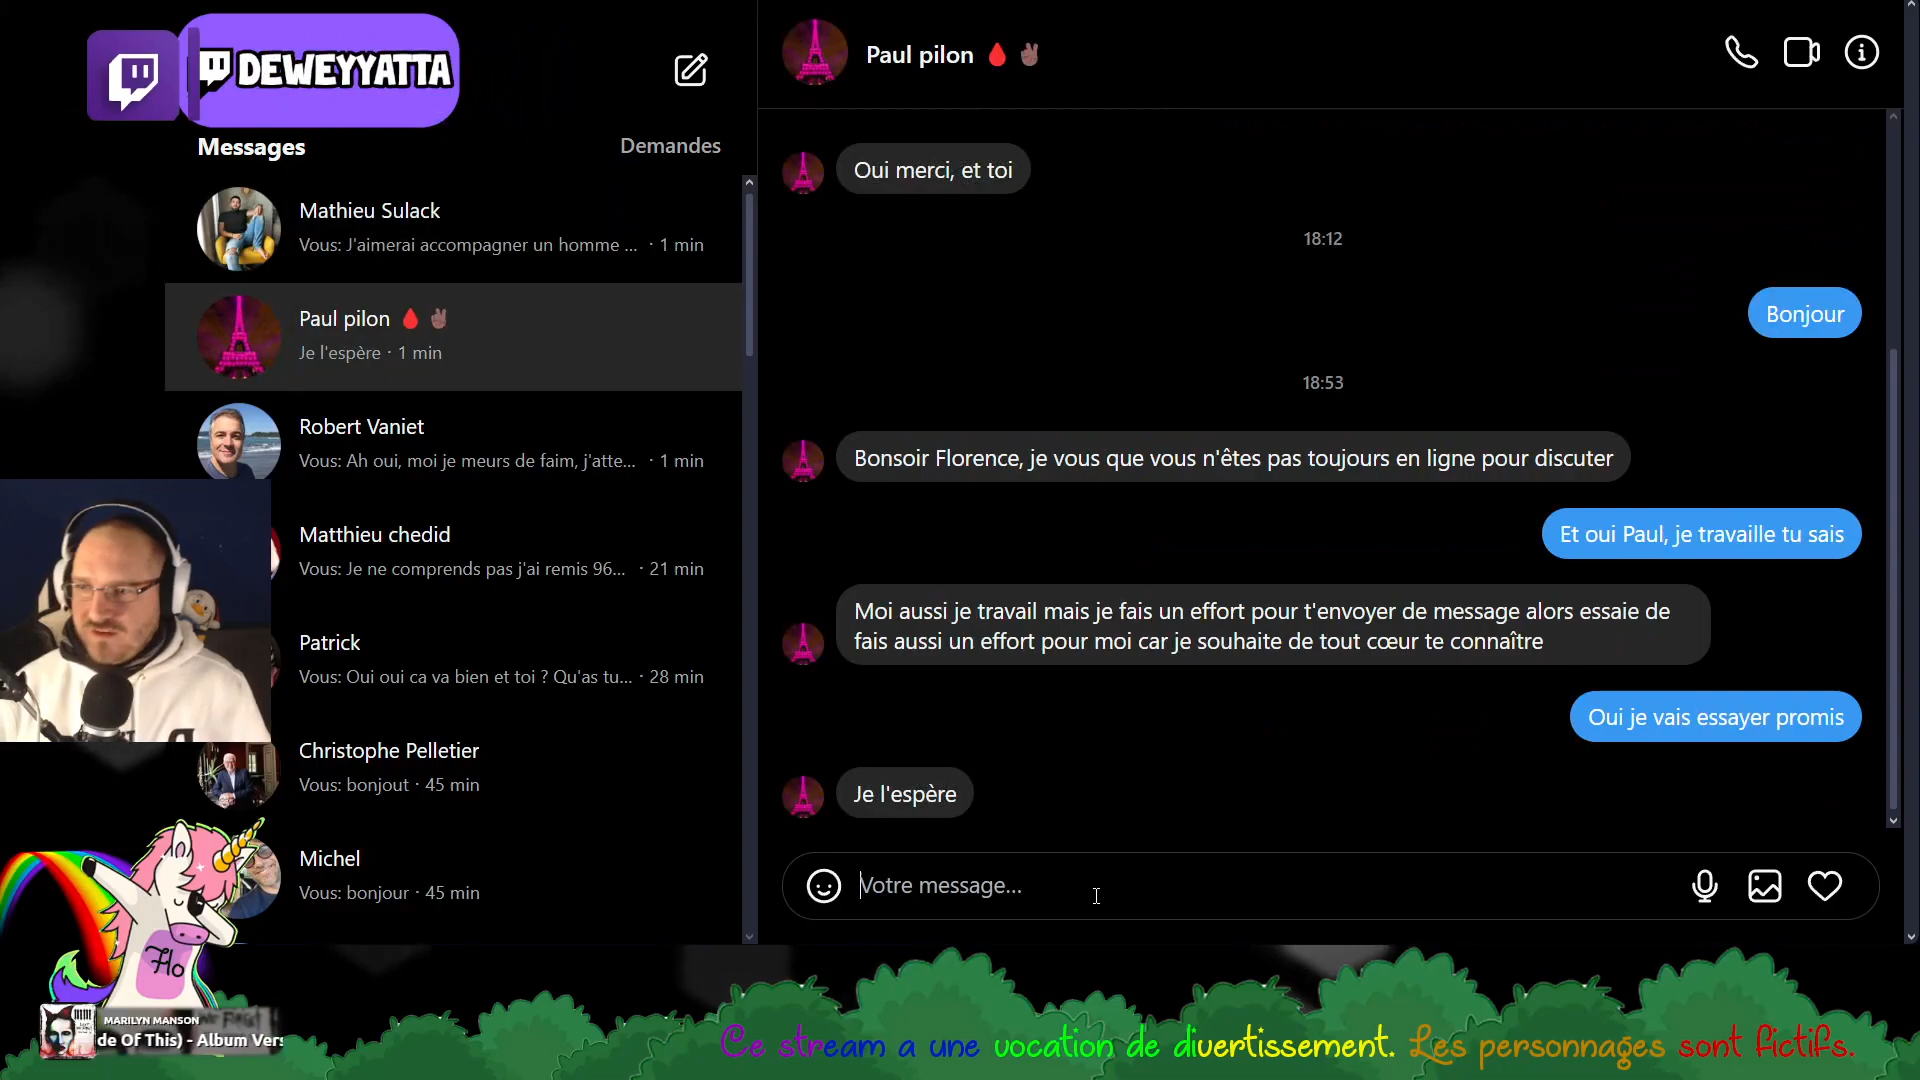 DEWEYYATTA
Messages
Demandes
Mathieu Sulack
Vous: J'aimerai accompagner un homme ... · 1 min
Paul pilon 🩸 ✌🏿
Je l'espère · 1 min
Robert Vaniet
Vous: Ah oui, moi je meurs de faim, j'atte... · 1 min
Matthieu chedid
Vous: Je ne comprends pas j'ai remis 96... · 21 min
Patrick
Vous: Oui oui ca va bien et toi ? Qu'as tu... · 28 min
Christophe Pelletier
Vous: bonjout · 45 min
Michel
Vous: bonjour · 45 min
Paul pilon 🩸 ✌🏿
Oui merci, et toi
18:12
Bonjour
18:53
Bonsoir Florence, je vous que vous n'êtes pas toujours en ligne pour discuter
Et oui Paul, je travaille tu sais
Moi aussi je travail mais je fais un effort pour t'envoyer de message alors essaie de
fais aussi un effort pour moi car je souhaite de tout cœur te connaître
Oui je vais essayer promis
Je l'espère
Votre message...
Flo
MARILYN MANSON
de Of This) - Album Vers
Ce stream a une vocation de divertissement. Les personnages sont fictifs.